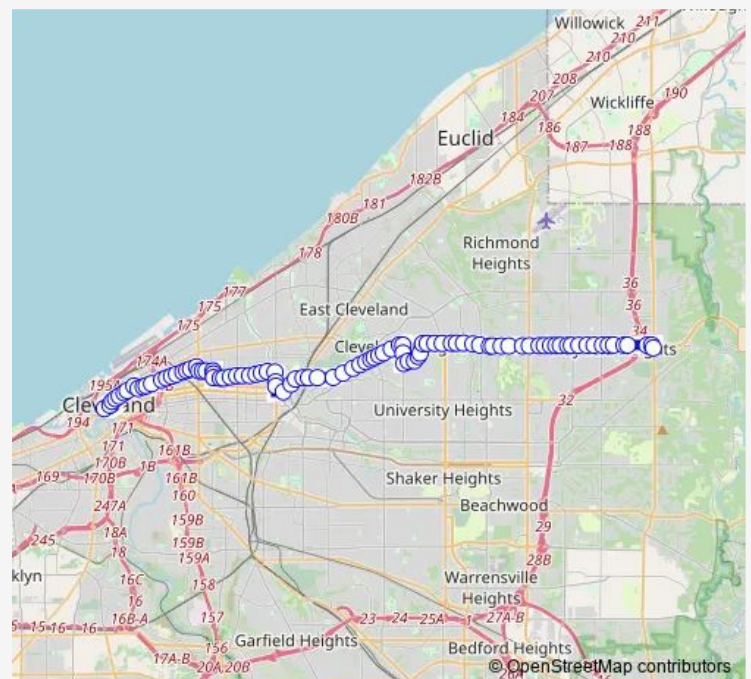 Willowick
211
210
210
208
207
190
Wickliffe
184
186
188
187
188
Euclid
182B
181
180B
178
Richmond
Heights
177
175
175
36
36
34
East Cleveland
174A
195A
Cleveland
194
171
171
170B
170B
169
1B
161B
161B
160
University Heights
32
Shaker Heights
Beachwood
247A
18A
18
245
159B
159B
159A
158
157
156
29
28B
klyn
16C
16
16B-A
15
16
16
17A-B
20A
20B
Warrensville
Heights
23
24
25A
1
27A-B
Garfield Heights
Bedford Heights
© OpenStreetMap contributors